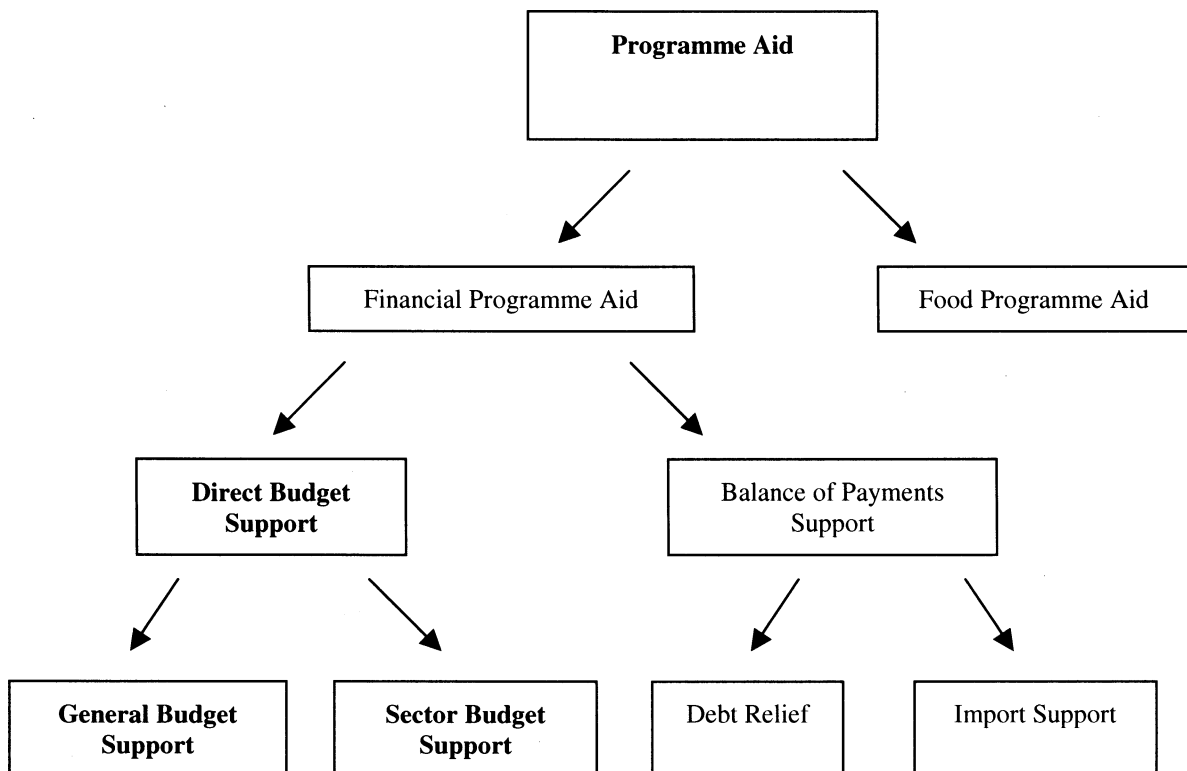 Programme Aid
Financial Programme Aid
Food Programme Aid
Direct Budget
Support
Balance of Payments
Support
General Budget
Support
Sector Budget
Support
Debt Relief
Import Support